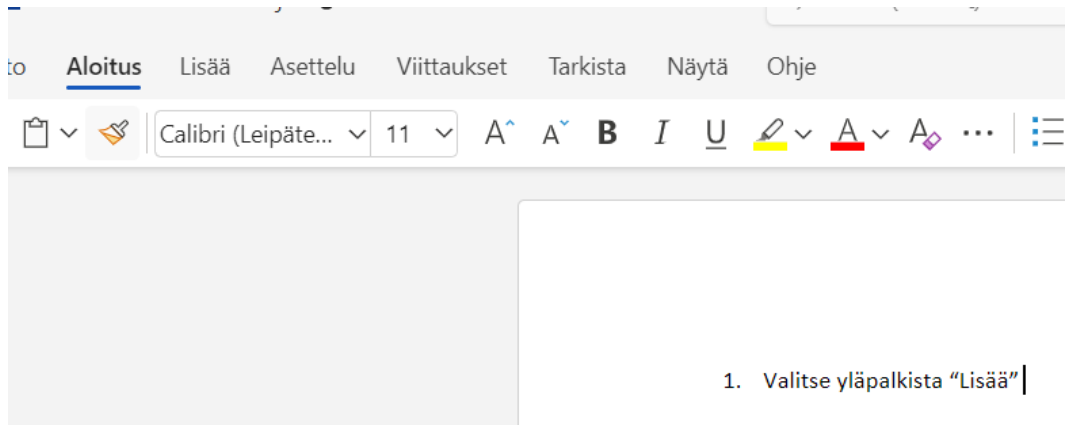 to Aloitus Lisää Asettelu Viittaukset Tarkista Näytä Ohje
Calibri (Leipäte... 11 A A B I U A A ...
1. Valitse yläpalkista “Lisää”